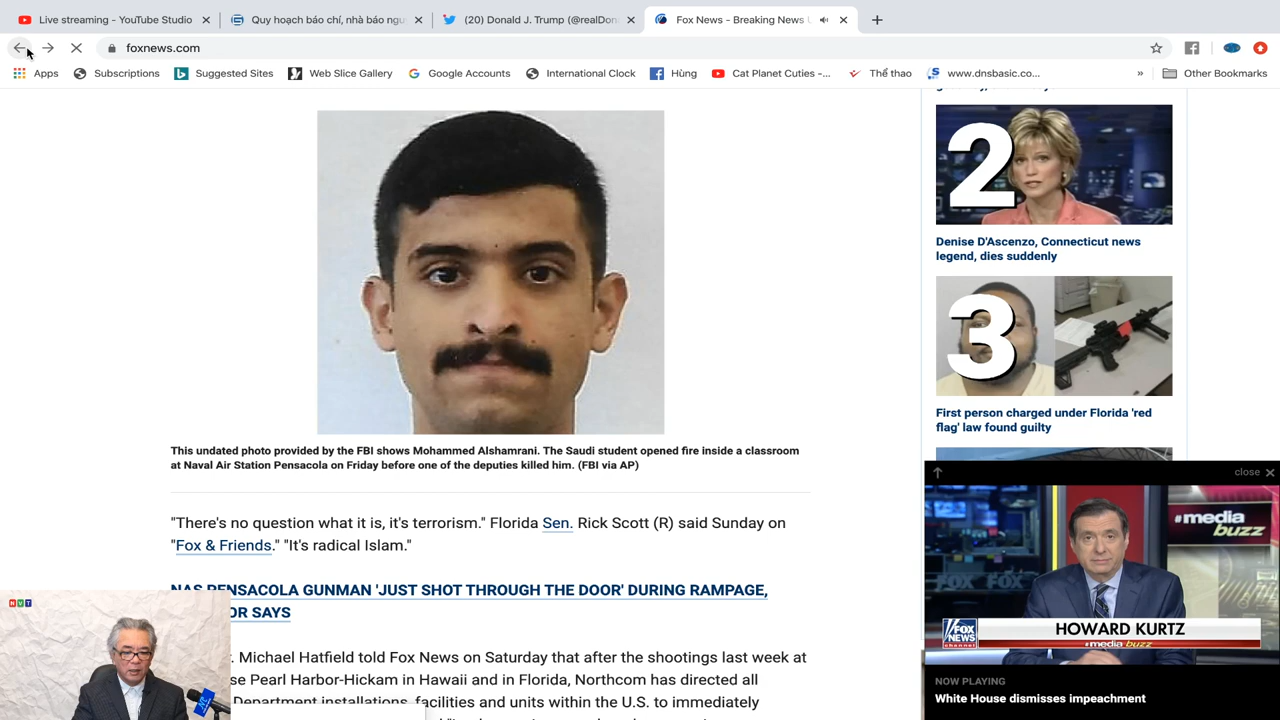 Live streaming - YouTube Studio
Quy hoạch báo chí, nhà báo ngu
(20) Donald J. Trump (@realDon
Fox News - Breaking News U
foxnews.com
Apps
Subscriptions
Suggested Sites
Web Slice Gallery
Google Accounts
International Clock
Hùng
Cat Planet Cuties -...
Thể thao
www.dnsbasic.co...
»
Other Bookmarks
2
Denise D'Ascenzo, Connecticut news
legend, dies suddenly
3
First person charged under Florida 'red
flag' law found guilty
This undated photo provided by the FBI shows Mohammed Alshamrani. The Saudi student opened fire inside a classroom
at Naval Air Station Pensacola on Friday before one of the deputies killed him. (FBI via AP)
"There's no question what it is, it's terrorism." Florida Sen. Rick Scott (R) said Sunday on
"Fox & Friends." "It's radical Islam."
NAS PENSACOLA GUNMAN 'JUST SHOT THROUGH THE DOOR' DURING RAMPAGE,
OR SAYS
Michael Hatfield told Fox News on Saturday that after the shootings last week at
se Pearl Harbor-Hickam in Hawaii and in Florida, Northcom has directed all
Department installations, facilities and units within the U.S. to immediately
HVT
close
#media
buzz
FOX
NEWS
channel
HOWARD KURTZ
#media buzz
NOW PLAYING
White House dismisses impeachment